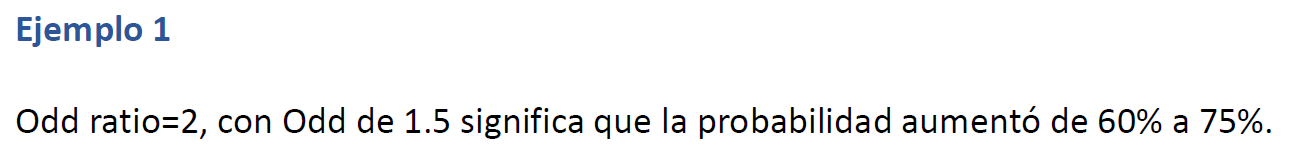 Ejemplo 1
Odd ratio=2, con Odd de 1.5 significa que la probabilidad aumentó de 60% a 75%.